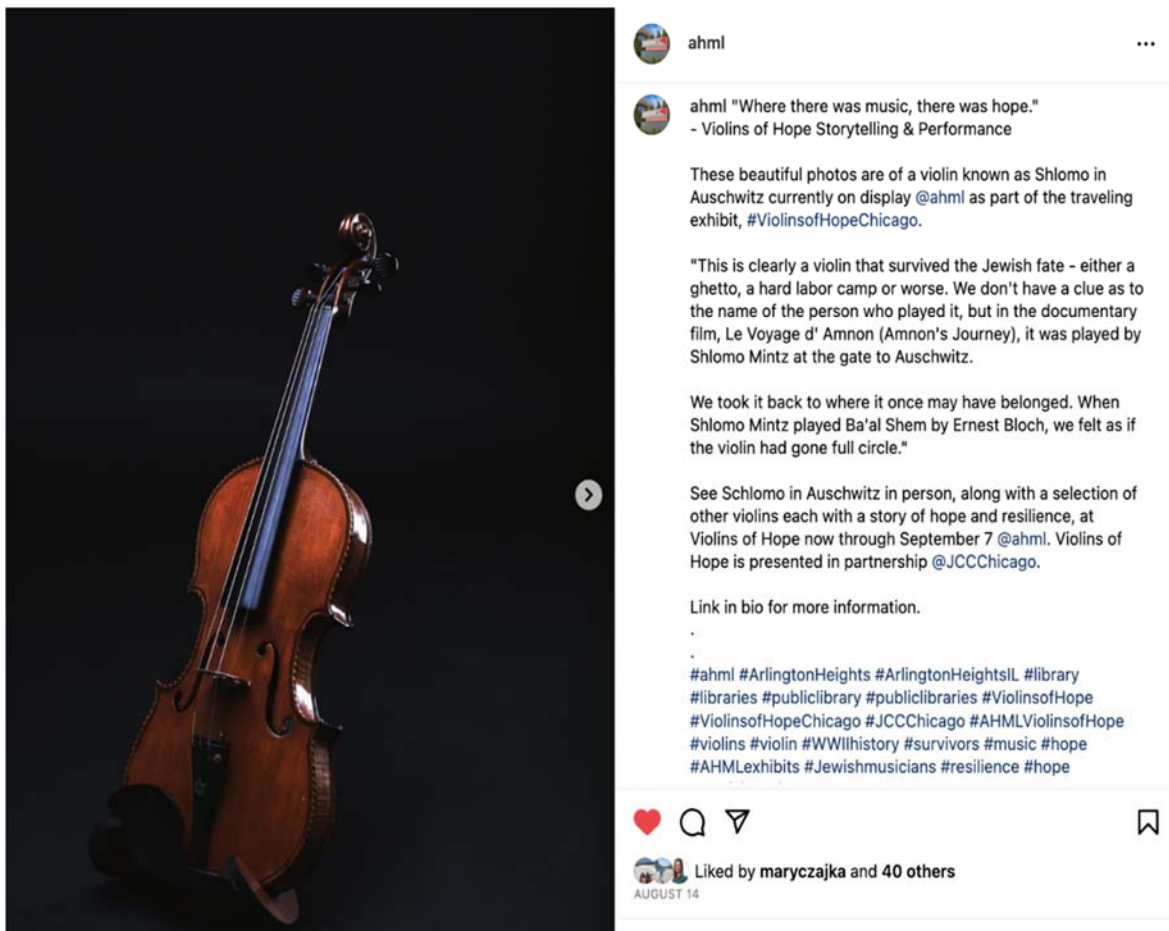 ahml
ahml "Where there was music, there was hope."
- Violins of Hope Storytelling & Performance
These beautiful photos are of a violin known as Shlomo in
Auschwitz currently on display @ahml as part of the traveling
exhibit, #ViolinsofHopeChicago.
"This is clearly a violin that survived the Jewish fate - either a
ghetto, a hard labor camp or worse. We don't have a clue as to
the name of the person who played it, but in the documentary
film, Le Voyage d' Amnon (Amnon's Journey), it was played by
Shlomo Mintz at the gate to Auschwitz.
We took it back to where it once may have belonged. When
Shlomo Mintz played Ba'al Shem by Ernest Bloch, we felt as if
the violin had gone full circle."
See Schlomo in Auschwitz in person, along with a selection of
other violins each with a story of hope and resilience, at
Violins of Hope now through September 7 @ahml. Violins of
Hope is presented in partnership @JCCChicago.
Link in bio for more information.
.
.
#ahml #ArlingtonHeights #ArlingtonHeightsIL #library
#libraries #publiclibrary #publiclibraries #ViolinsofHope
#ViolinsofHopeChicago #JCCChicago #AHMLViolinsofHope
#violins #violin #WWIIhistory #survivors #music #hope
#AHMLexhibits #Jewishmusicians #resilience #hope
Liked by maryczajka and 40 others
AUGUST 14